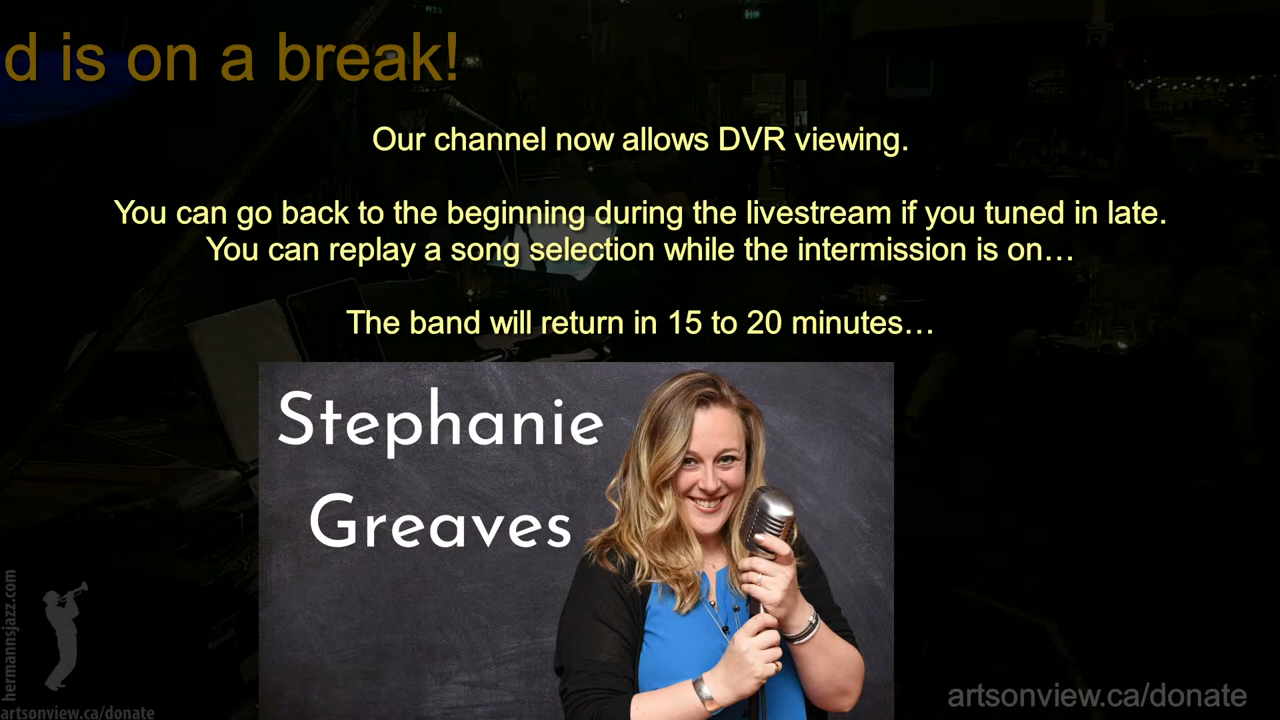 d is on a break!
Our channel now allows DVR viewing.
You can go back to the beginning during the livestream if you tuned in late.
You can replay a song selection while the intermission is on…
The band will return in 15 to 20 minutes…
Stephanie
Greaves
hermannsjazz.com
artsonview.ca/donate
artsonview.ca/donate